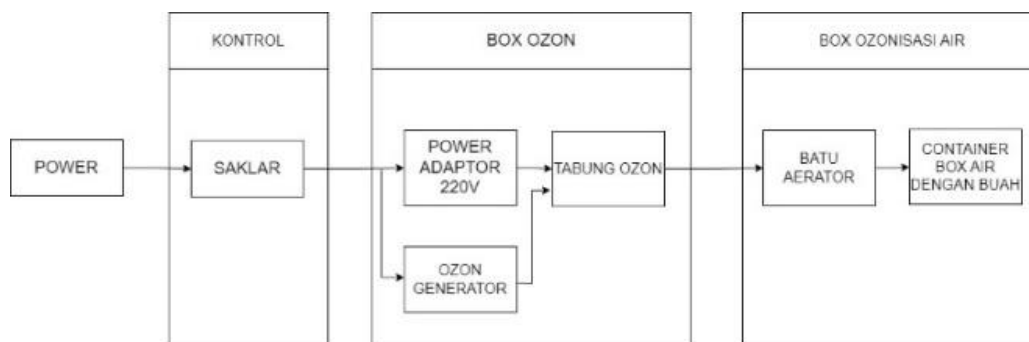 KONTROL
BOX OZON
BOX OZONISASI AIR
POWER
SAKLAR
POWER
ADAPTOR
220V
TABUNG OZON
BATU
AERATOR
CONTAINER
BOX AIR
DENGAN BUAH
OZON
GENERATOR